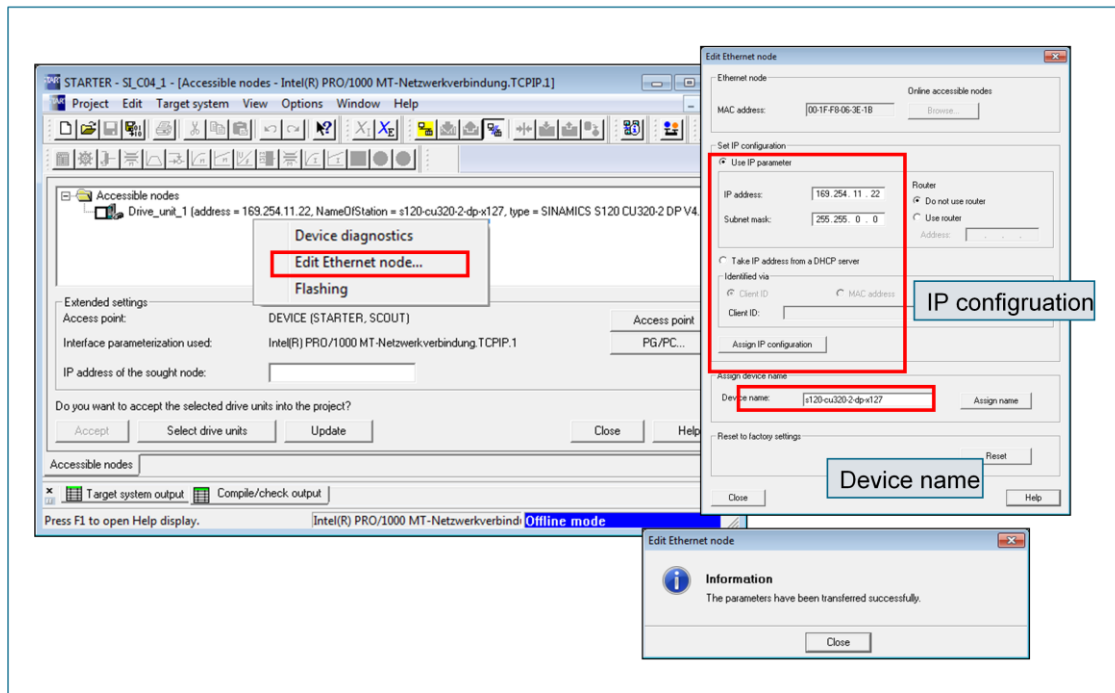 STARTER - SI_C04_1 - [Accessible nodes - Intel(R) PRO/1000 MT-Netzwerkverbindung.TCPIP.1]
Project Edit Target system View Options Window Help
Accessible nodes
Drive_unit_1 (address = 169.254.11.22, NameOfStation = s120-cu320-2-dp-x127, type = SINAMICS S120 CU320-2 DP V4.
Device diagnostics
Edit Ethernet node...
Flashing
Extended settings
Access point: DEVICE (STARTER, SCOUT) Access point
Interface parameterization used: Intel(R) PRO/1000 MT-Netzwerkverbindung.TCPIP.1 PG/PC...
IP address of the sought node:
Do you want to accept the selected drive units into the project?
Accept Select drive units Update Close Help
Accessible nodes
Target system output Compile/check output
Press F1 to open Help display. Intel(R) PRO/1000 MT-Netzwerkverbind Offline mode
Edit Ethernet node
Ethernet node
Online accessible nodes
MAC address: 00-1F-F8-06-3E-1B Browse...
Set IP configuration
Use IP parameter
Router
IP address: 169.254. 11 . 22 Do not use router
Subnet mask: 255.255. 0 . 0 Use router
Address:
Take IP address from a DHCP server
Identified via
Client ID MAC address
Client ID:
IP configruation
Assign IP configuration
Assign device name
Device name: s120-cu320-2-dp-x127 Assign name
Reset to factory settings
Reset
Device name
Close Help
Edit Ethernet node
Information
The parameters have been transferred successfully.
Close